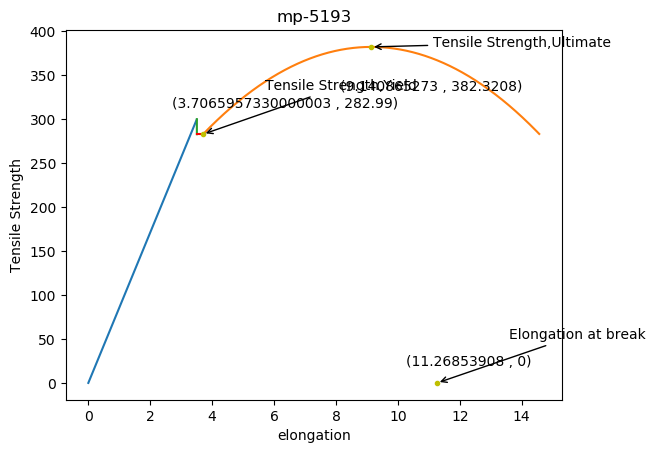 mp-5193
400
Tensile Strength,Ultimate
350
Tensile Strength,Yield
(9.140865273 , 382.3208)
(3.7065957330000003 , 282.99)
300
250
200
150
100
50
0
Tensile Strength
Elongation at break
(11.26853908 , 0)
0 2 4 6 8 10 12 14
elongation